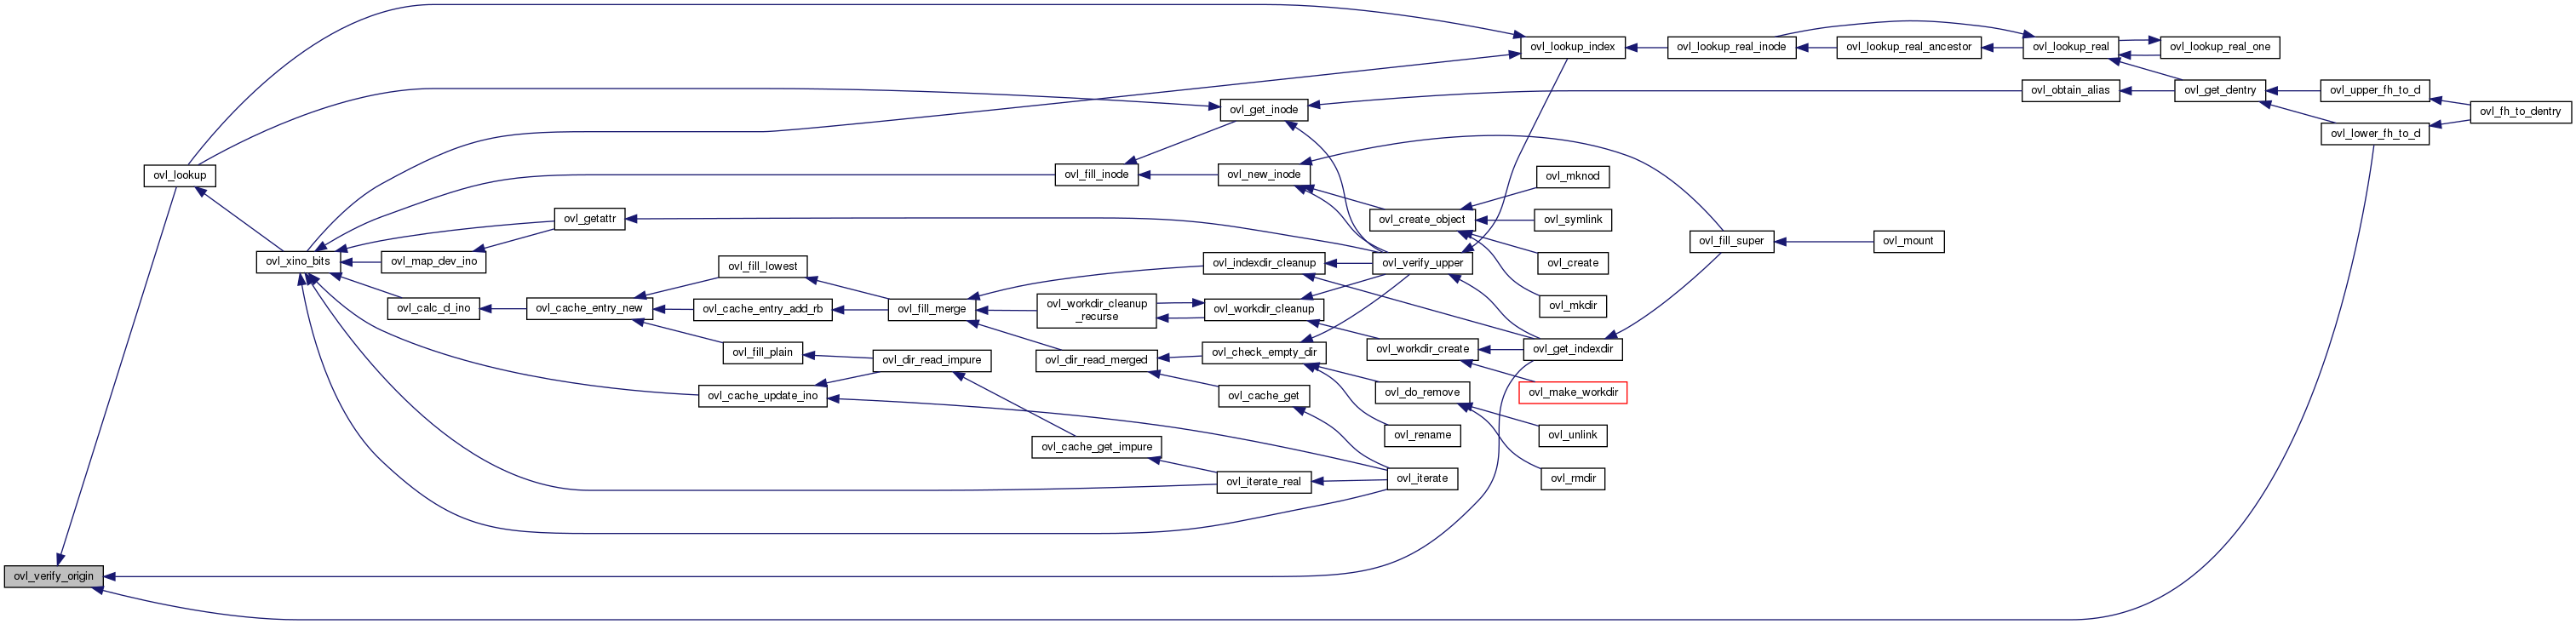 ovl_lookup_index
ovl_lookup_real_inode
ovl_lookup_real_ancestor
ovl_lookup_real
ovl_lookup_real_one
ovl_obtain_alias
ovl_get_dentry
ovl_upper_fh_to_d
ovl_get_inode
ovl_fh_to_dentry
ovl_lower_fh_to_d
ovl_lookup
ovl_fill_inode
ovl_new_inode
ovl_mknod
ovl_getattr
ovl_create_object
ovl_symlink
ovl_fill_super
ovl_mount
ovl_xino_bits
ovl_map_dev_ino
ovl_fill_lowest
ovl_indexdir_cleanup
ovl_verify_upper
ovl_create
ovl_calc_d_ino
ovl_cache_entry_new
ovl_cache_entry_add_rb
ovl_fill_merge
ovl_workdir_cleanup
_recurse
ovl_workdir_cleanup
ovl_mkdir
ovl_fill_plain
ovl_dir_read_impure
ovl_dir_read_merged
ovl_check_empty_dir
ovl_workdir_create
ovl_get_indexdir
ovl_cache_update_ino
ovl_cache_get
ovl_do_remove
ovl_make_workdir
ovl_cache_get_impure
ovl_rename
ovl_unlink
ovl_iterate_real
ovl_iterate
ovl_rmdir
ovl_verify_origin